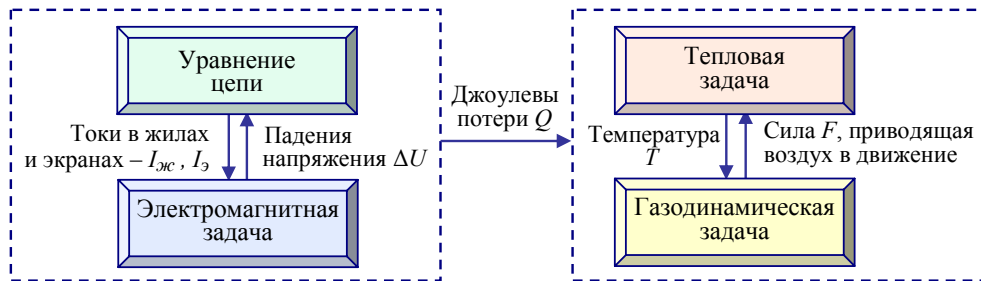 Уравнение
цепи
Токи в жилах
и экранах – Iж , Iэ
Падения
напряжения ΔU
Электромагнитная
задача
Джоулевы
потери Q
Тепловая
задача
Температура
T
Сила F, приводящая
воздух в движение
Газодинамическая
задача